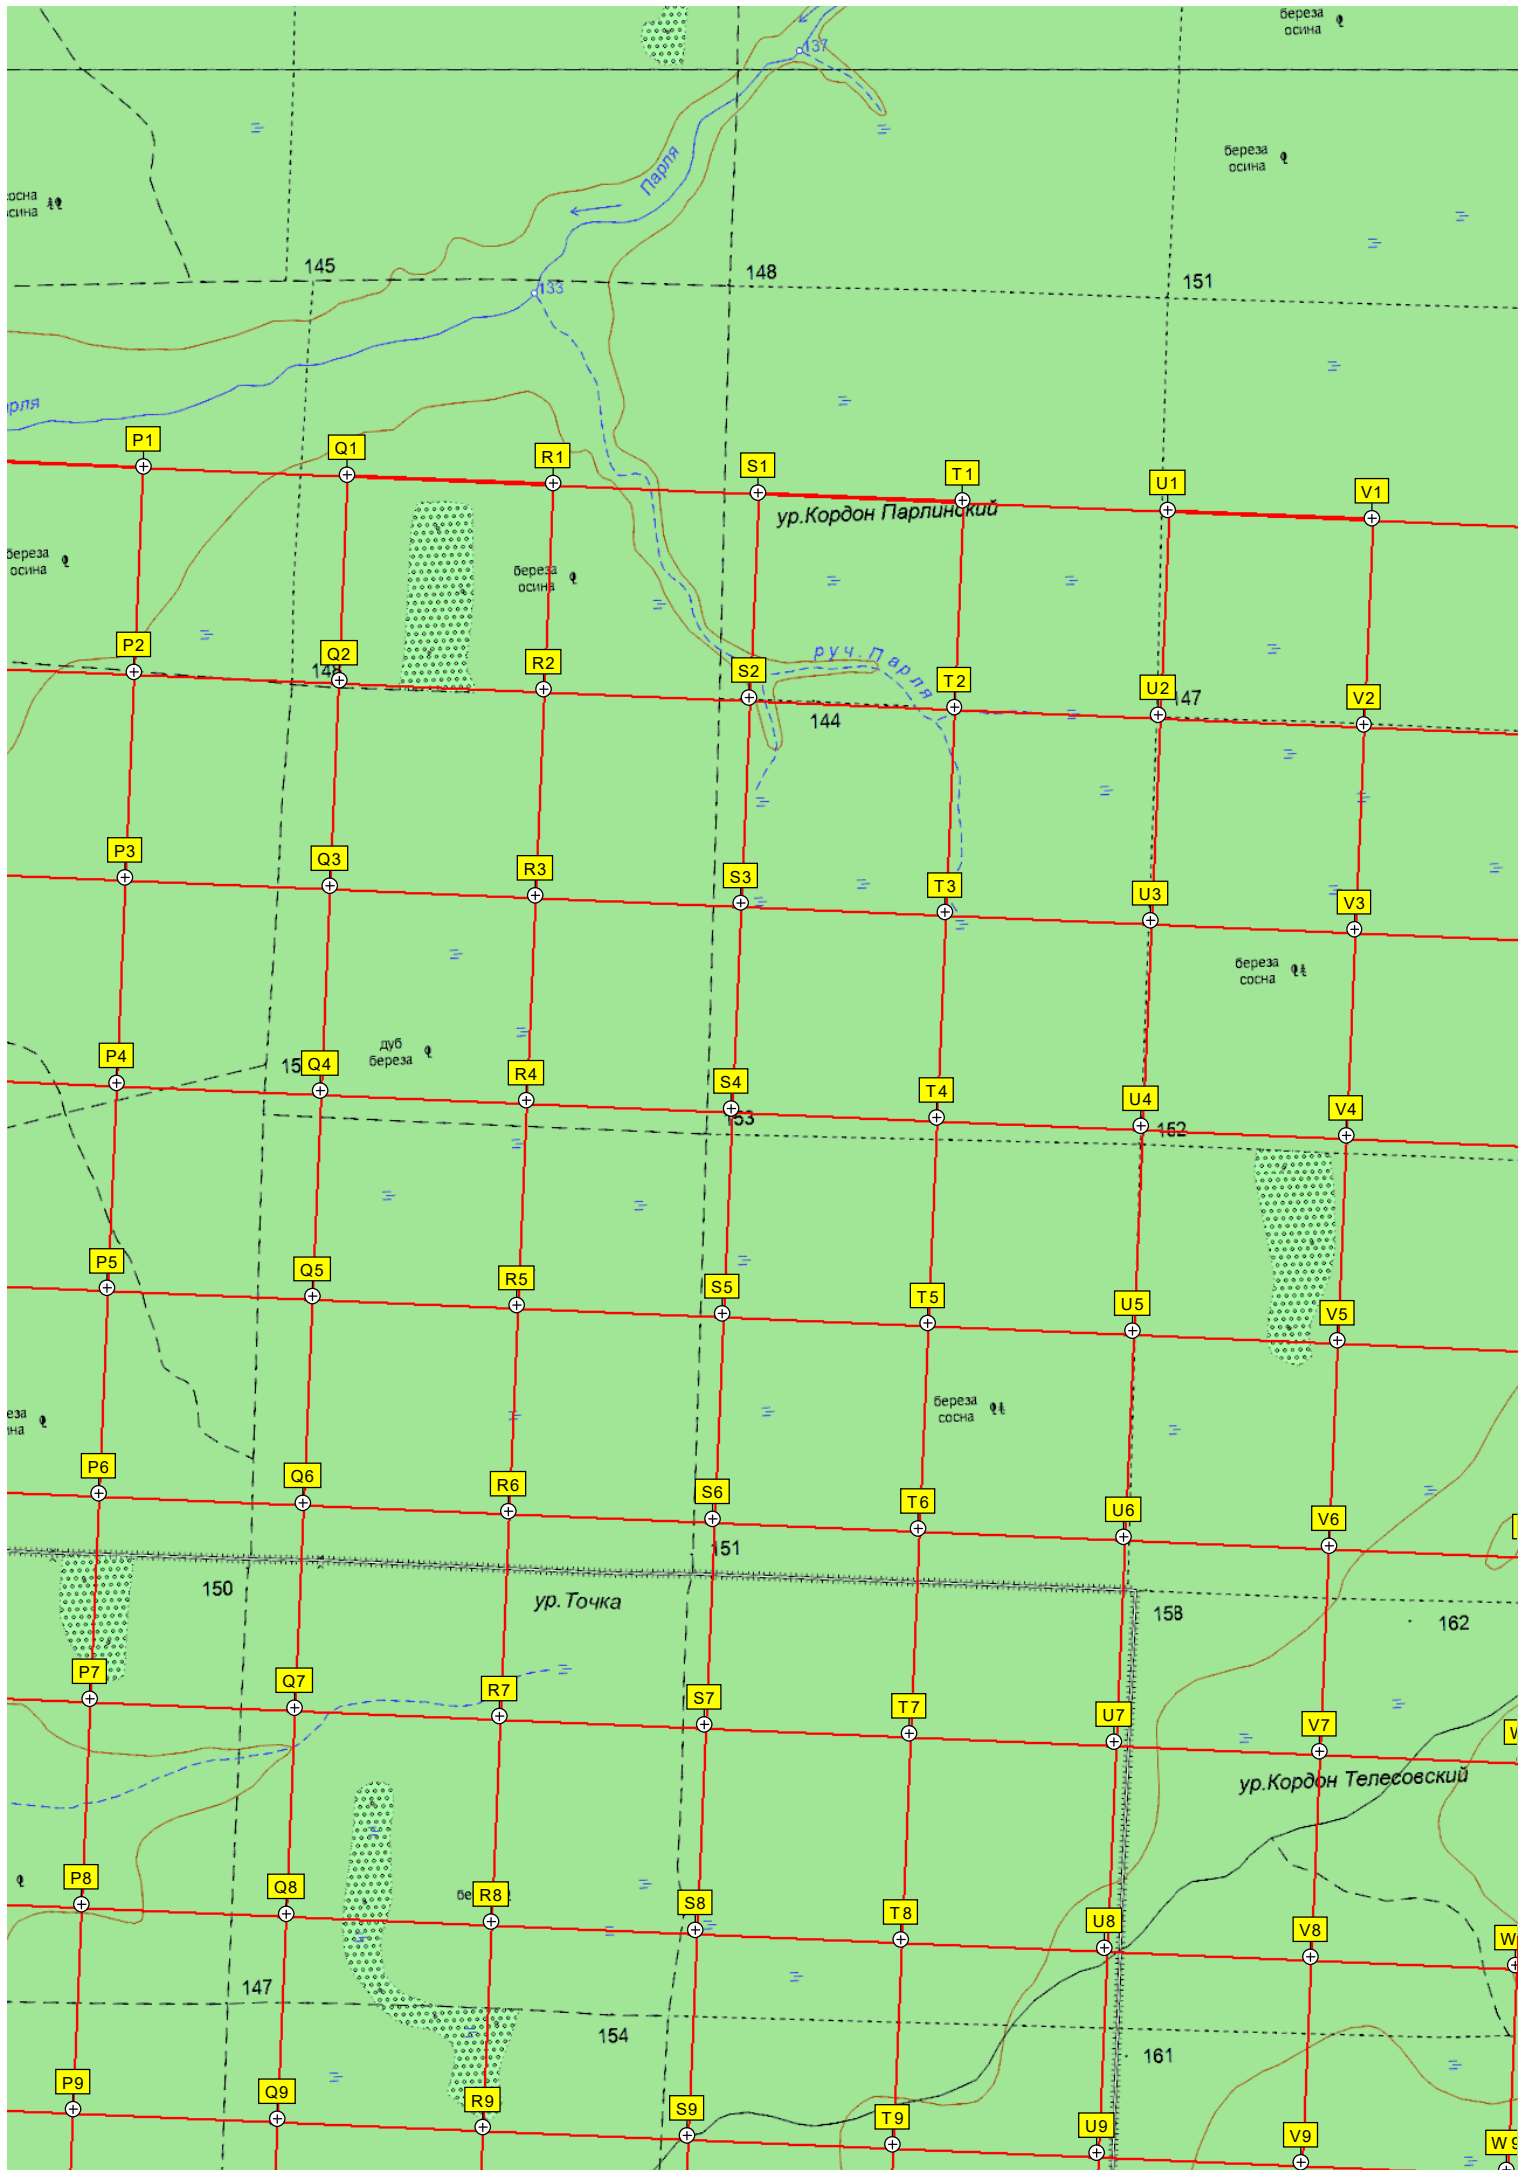 береза
осина
137
береза
осина
Парля
сосна
осина
145
148
151
133
P1
Q1
R1
S1
T1
U1
V1
ур.Кордон Парлинский
береза
осина
береза
осина
P2
Q2
R2
S2
руч.Парля
T2
U2
147
V2
144
P3
Q3
R3
S3
T3
U3
V3
береза
сосна
дуб
береза
P4
Q4
R4
S4
T4
U4
V4
153
152
P5
Q5
R5
S5
T5
U5
V5
береза
сосна
P6
Q6
R6
S6
T6
U6
V6
151
150
ур.Точка
158
162
P7
Q7
R7
S7
T7
U7
V7
ур.Кордон Телесовский
P8
Q8
R8
S8
T8
U8
V8
W
147
154
161
P9
Q9
R9
S9
T9
U9
V9
W9